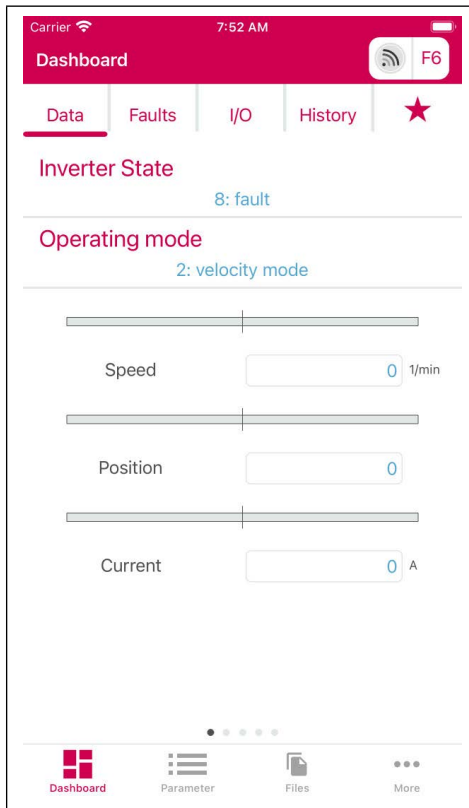 Carrier 7:52 AM
Dashboard F6
Data Faults I/O History
Inverter State
8: fault
Operating mode
2: velocity mode
Speed 0 1/min
Position 0
Current 0 A
Dashboard Parameter Files More